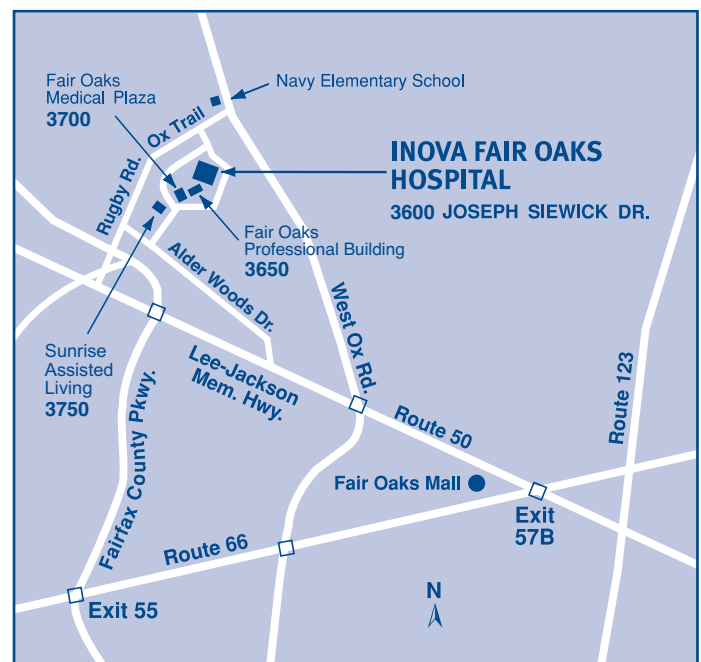 Navy Elementary School
Fair Oaks
Medical Plaza
3700
Ox Trail
INOVA FAIR OAKS
HOSPITAL
3600 JOSEPH SIEWICK DR.
Rugby Rd.
Fair Oaks
Professional Building
3650
Alder Woods Dr.
West Ox Rd.
Sunrise
Assisted
Living
3750
Lee-Jackson
Mem. Hwy.
Route 123
Fairfax County Pkwy.
Route 50
Fair Oaks Mall
Exit
57B
Route 66
Exit 55
N